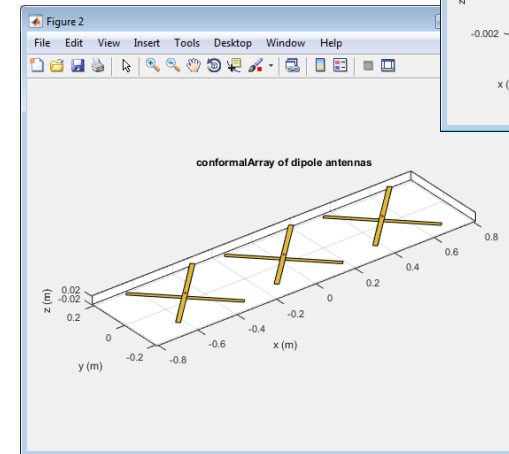 Figure 2
File Edit View Insert Tools Desktop Window Help
z
-0.002
x (
conformalArray of dipole antennas
z (m)
0.02
-0.02
0.2
0
-0.2
y (m)
-0.8
-0.6
-0.4
-0.2
0
0.2
0.4
0.6
0.8
x (m)